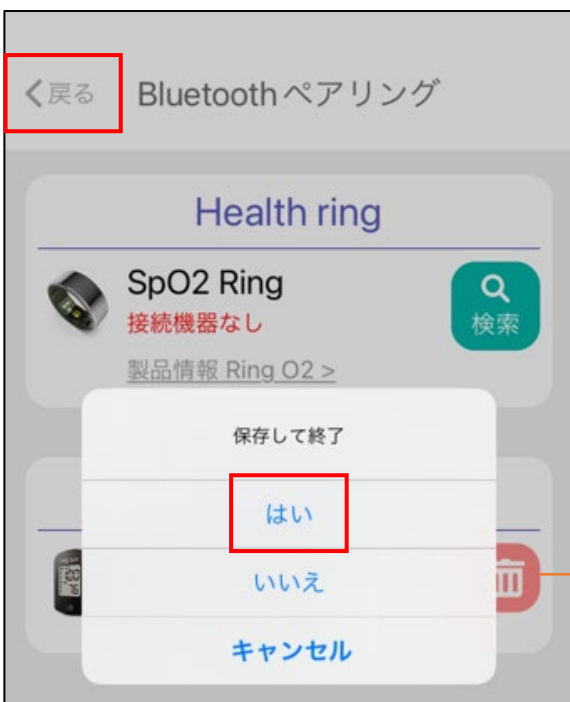 戻る
Bluetoothペアリング
Health ring
SpO2 Ring
接続機器なし
検索
製品情報 Ring O2 >
保存して終了
はい
いいえ
キャンセル